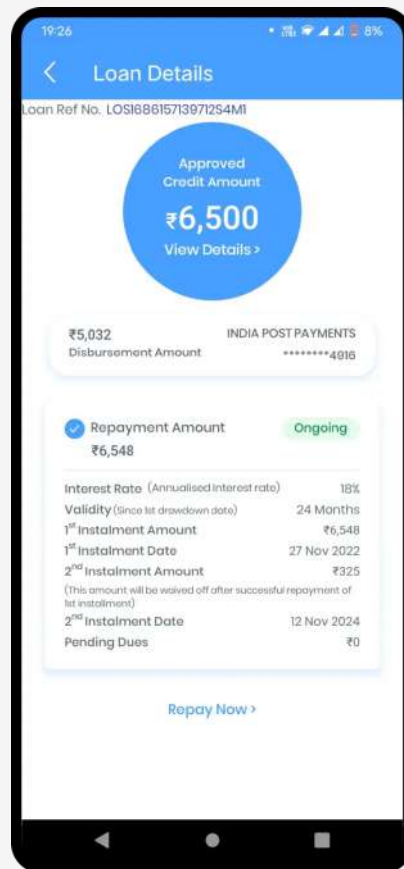 19:26
8%
Loan Details
Loan Ref No. LOS1686157139712S4M1
Approved
Credit Amount
₹6,500
View Details >
₹5,032 INDIA POST PAYMENTS
Disbursement Amount ********4916
Repayment Amount Ongoing
₹6,548
Interest Rate (Annualised Interest rate) 18%
Validity (Since 1st drawdown date) 24 Months
1st Instalment Amount ₹6,548
1st Instalment Date 27 Nov 2022
2nd Instalment Amount ₹325
(This amount will be waived off after successful repayment of
1st installment)
2nd Instalment Date 12 Nov 2024
Pending Dues ₹0
Repay Now >